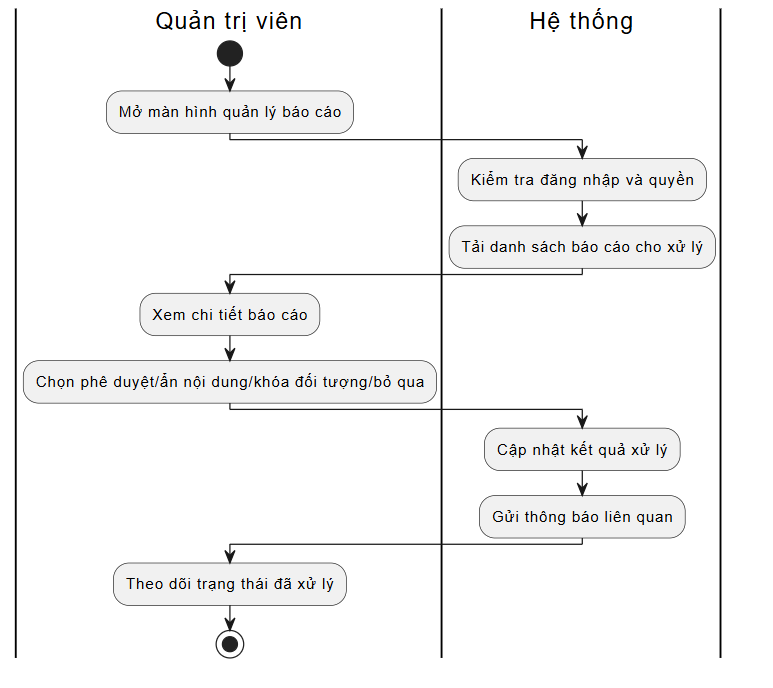 Quản trị viên
Hệ thống
Mở màn hình quản lý báo cáo
Kiểm tra đăng nhập và quyền
Tải danh sách báo cáo cho xử lý
Xem chi tiết báo cáo
Chọn phê duyệt/ẩn nội dung/khóa đối tượng/bỏ qua
Cập nhật kết quả xử lý
Gửi thông báo liên quan
Theo dõi trạng thái đã xử lý